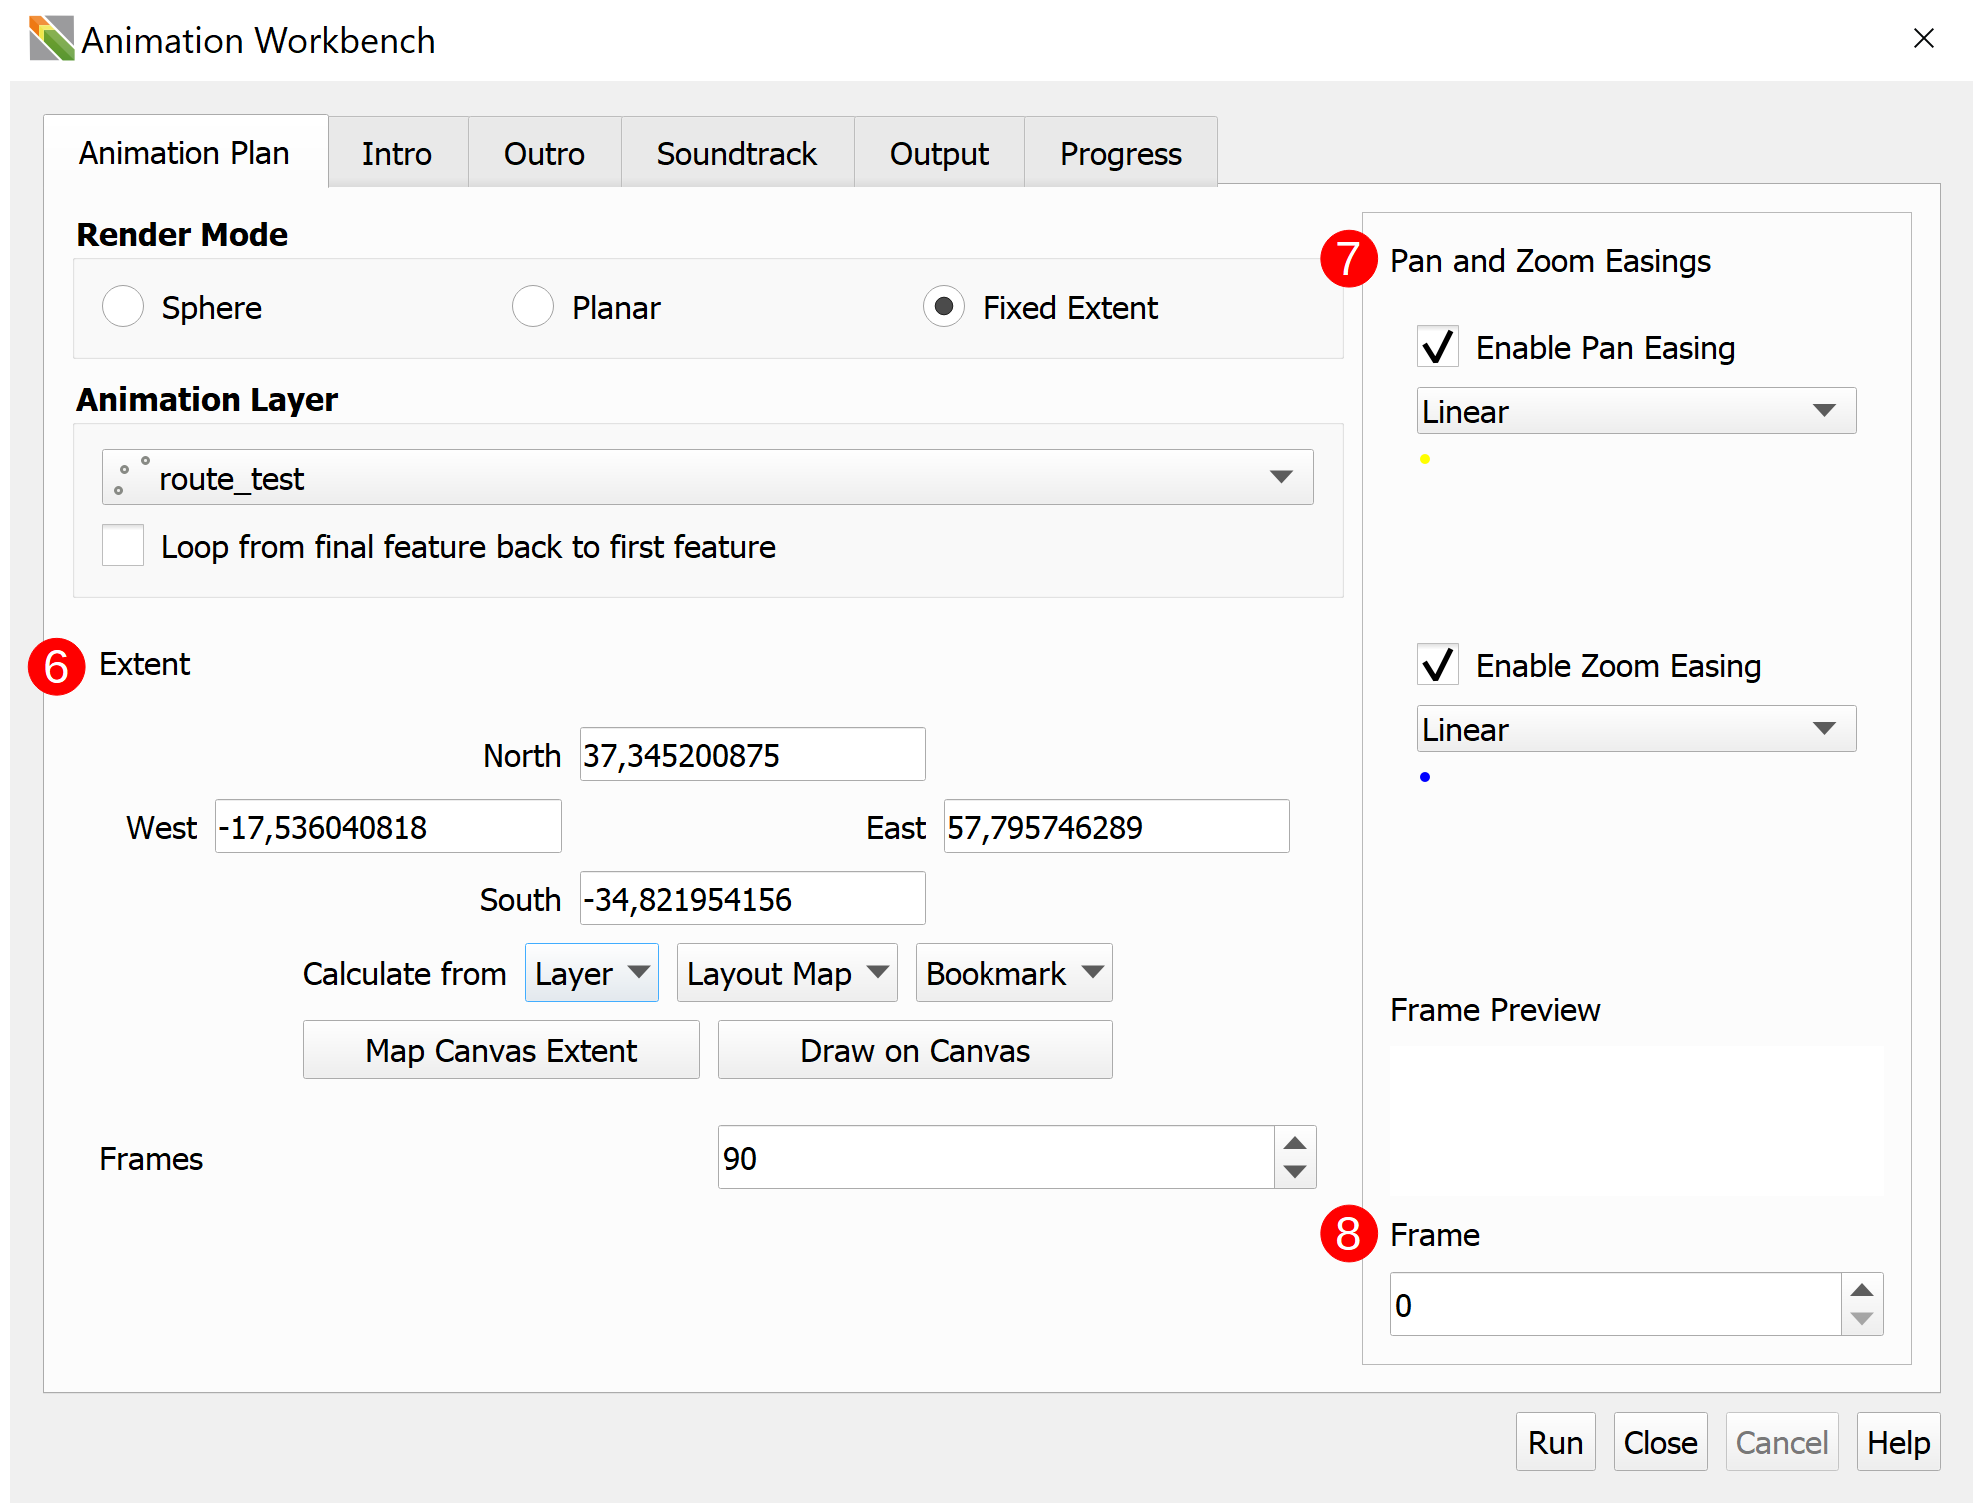 Animation Workbench
Animation Plan Intro Outro Soundtrack Output Progress
Render Mode
Sphere Planar Fixed Extent
Animation Layer
route_test
Loop from final feature back to first feature
6 Extent
North 37,345200875
West -17,536040818 East 57,795746289
South -34,821954156
Calculate from Layer Layout Map Bookmark
Map Canvas Extent Draw on Canvas
Frames 90
7 Pan and Zoom Easings
Enable Pan Easing
Linear
Enable Zoom Easing
Linear
Frame Preview
8 Frame
0
Run Close Cancel Help